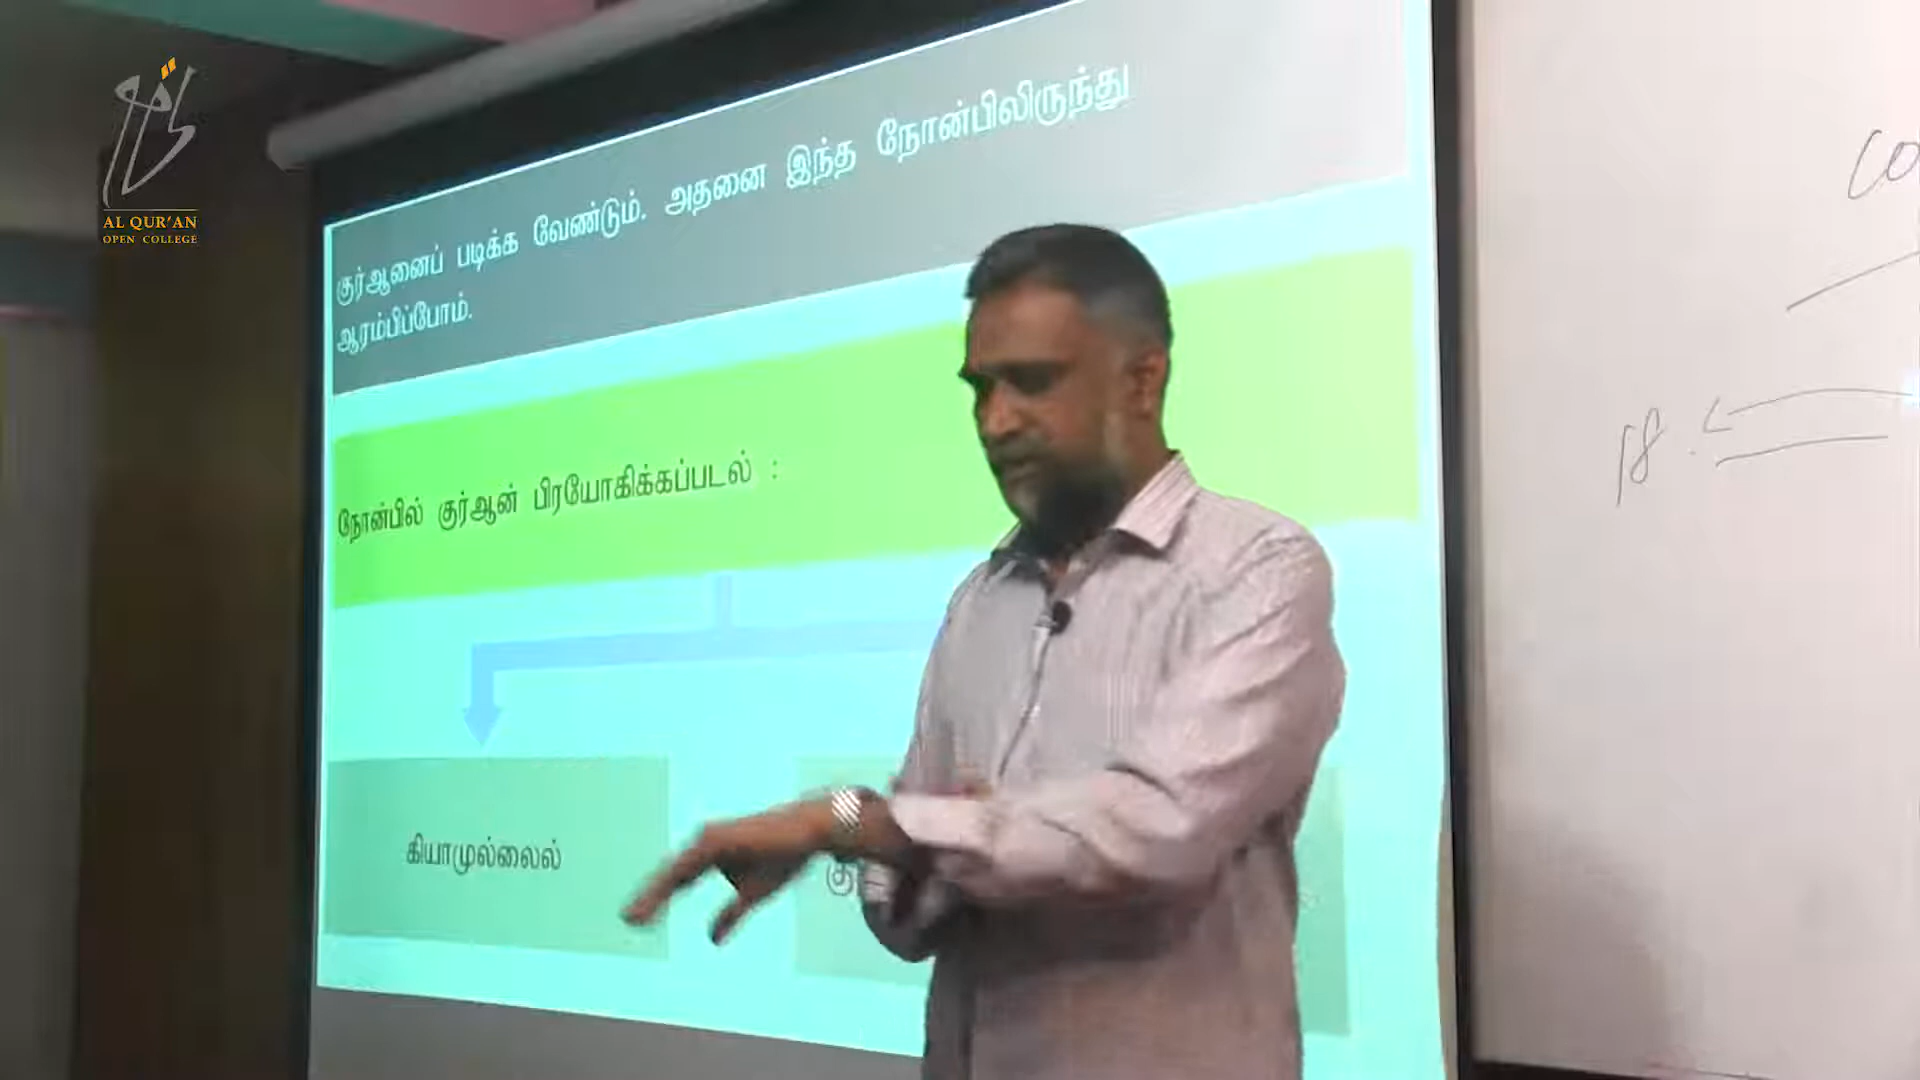 AL QUR'AN
OPEN COLLEGE
குர்ஆனைப் படிக்க வேண்டும். அதனை இந்த நோன்பிலிருந்து
ஆரம்பிப்போம்.
நோன்பில் குர்ஆன் பிரயோகிக்கப்படல் :
கியாமுல்லைல்
18.